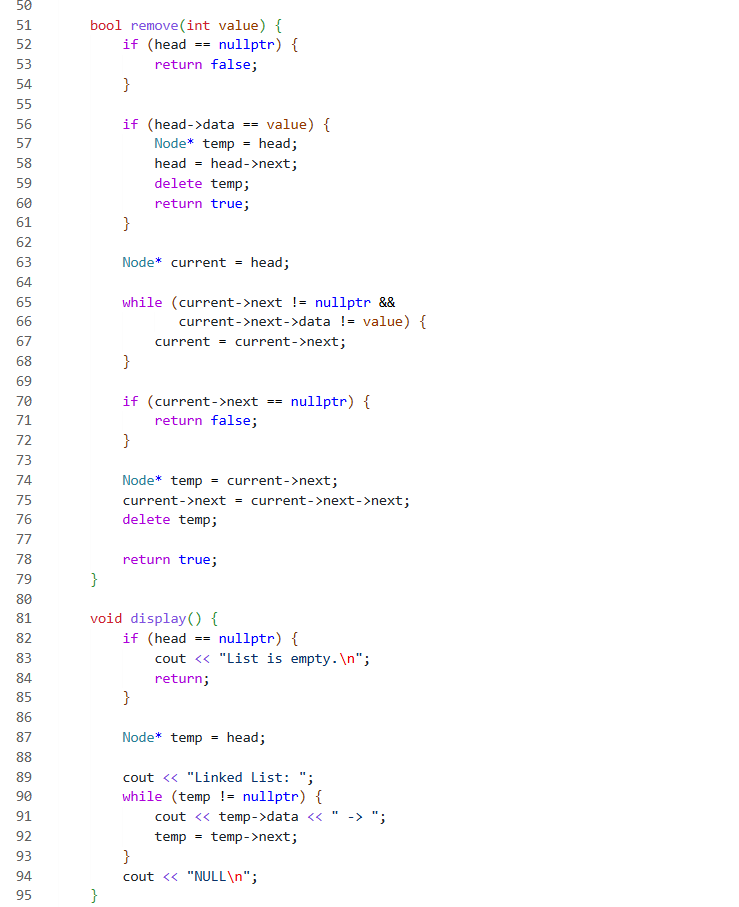 50
51 bool remove(int value) {
52 if (head == nullptr) {
53 return false;
54 }
55
56 if (head->data == value) {
57 Node* temp = head;
58 head = head->next;
59 delete temp;
60 return true;
61 }
62
63 Node* current = head;
64
65 while (current->next != nullptr &&
66 current->next->data != value) {
67 current = current->next;
68 }
69
70 if (current->next == nullptr) {
71 return false;
72 }
73
74 Node* temp = current->next;
75 current->next = current->next->next;
76 delete temp;
77
78 return true;
79 }
80
81 void display() {
82 if (head == nullptr) {
83 cout << "List is empty.\n";
84 return;
85 }
86
87 Node* temp = head;
88
89 cout << "Linked List: ";
90 while (temp != nullptr) {
91 cout << temp->data << " -> ";
92 temp = temp->next;
93 }
94 cout << "NULL\n";
95 }